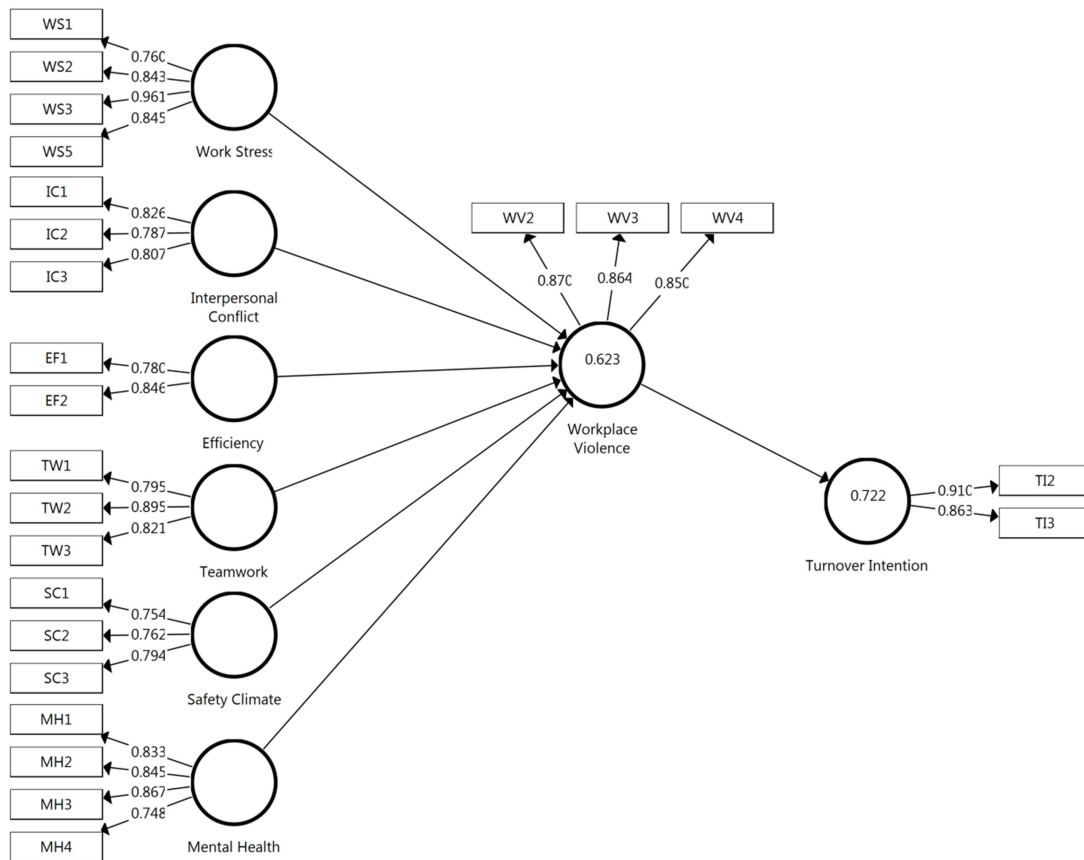 WS1
0.760
WS2
0.843
WS3
0.961
WS5
0.845
Work Stress
IC1
0.826
IC2
0.787
IC3
0.807
Interpersonal
Conflict
EF1
0.780
EF2
0.846
Efficiency
TW1
0.795
TW2
0.895
TW3
0.821
Teamwork
SC1
0.754
SC2
0.762
SC3
0.794
Safety Climate
MH1
0.833
MH2
0.845
MH3
0.867
MH4
0.748
Mental Health
WV2
WV3
WV4
0.870
0.864
0.850
0.623
Workplace
Violence
0.722
Turnover Intention
0.910
TI2
0.863
TI3